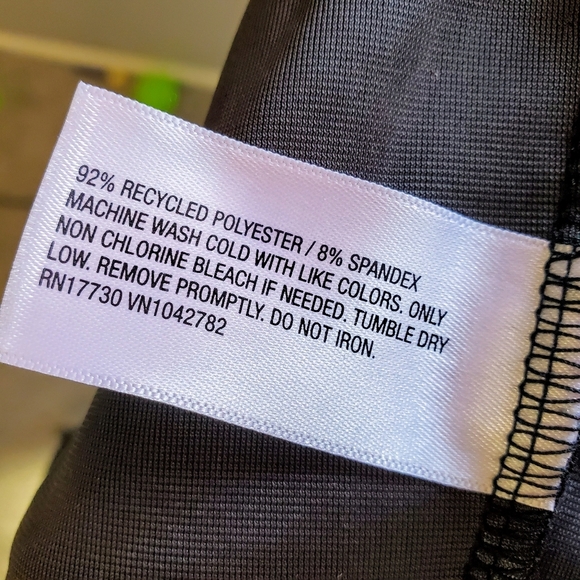 92% RECYCLED POLYESTER / 8% SPANDEX
MACHINE WASH COLD WITH LIKE COLORS. ONLY
NON CHLORINE BLEACH IF NEEDED. TUMBLE DRY
LOW. REMOVE PROMPTLY. DO NOT IRON.
RN17730 VN1042782